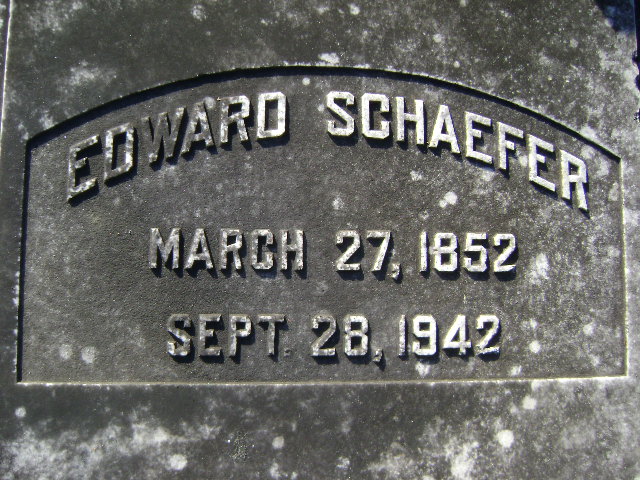 EDWARD SCHAEFER
MARCH 27, 1852
SEPT. 28, 1942